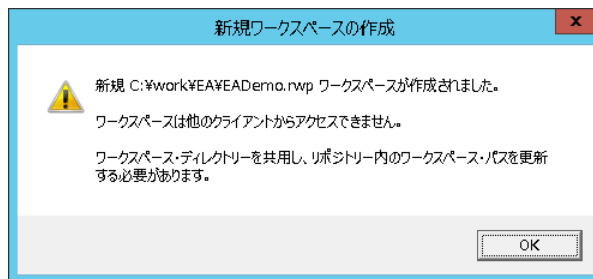 新規ワークスペースの作成
x
新規 C:¥work¥EA¥EADemo.rwp ワークスペースが作成されました。
ワークスペースは他のクライアントからアクセスできません。
ワークスペース・ディレクトリーを共用し、リポジトリー内のワークスペース・パスを更新
する必要があります。
OK